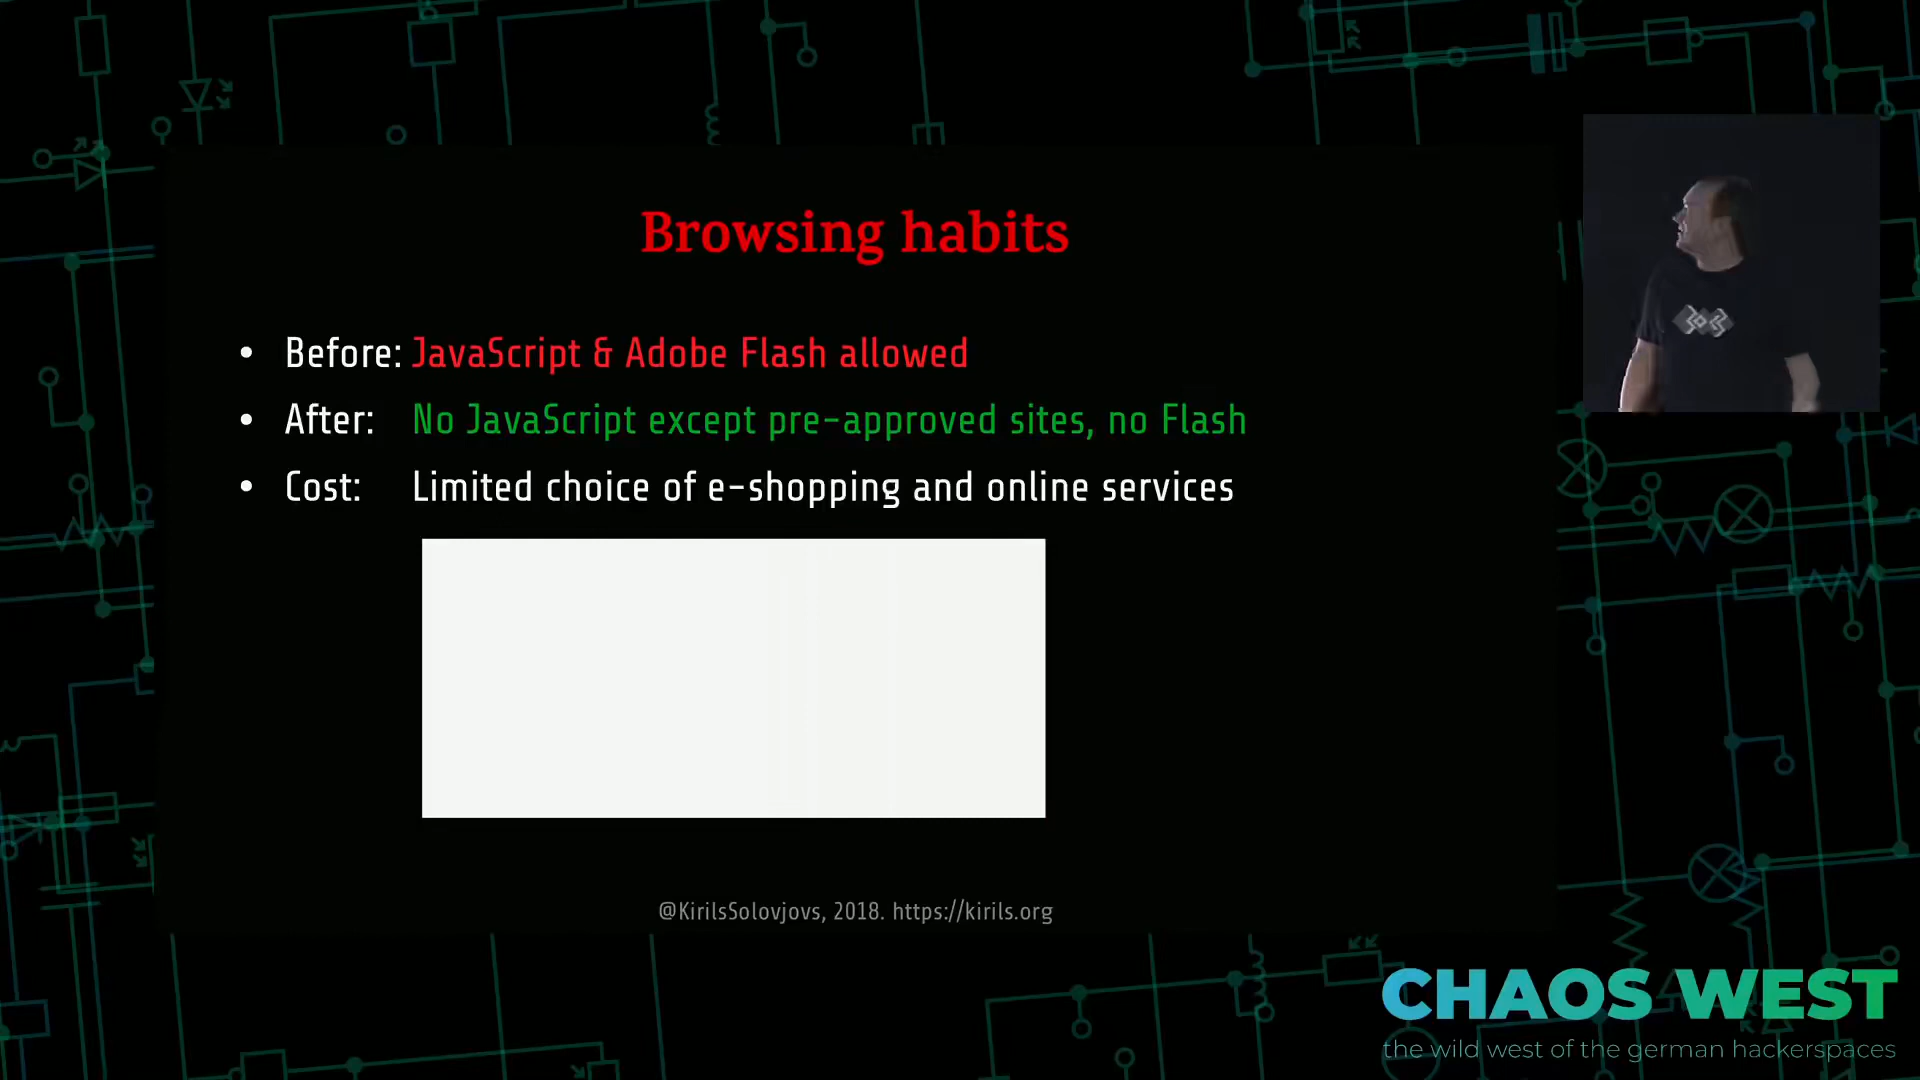 Browsing habits
• Before: JavaScript & Adobe Flash allowed
• After: No JavaScript except pre-approved sites, no Flash
• Cost: Limited choice of e-shopping and online services
@KirilsSolovjovs, 2018. https://kirils.org
CHAOS WEST
the wild west of the german hackerspaces